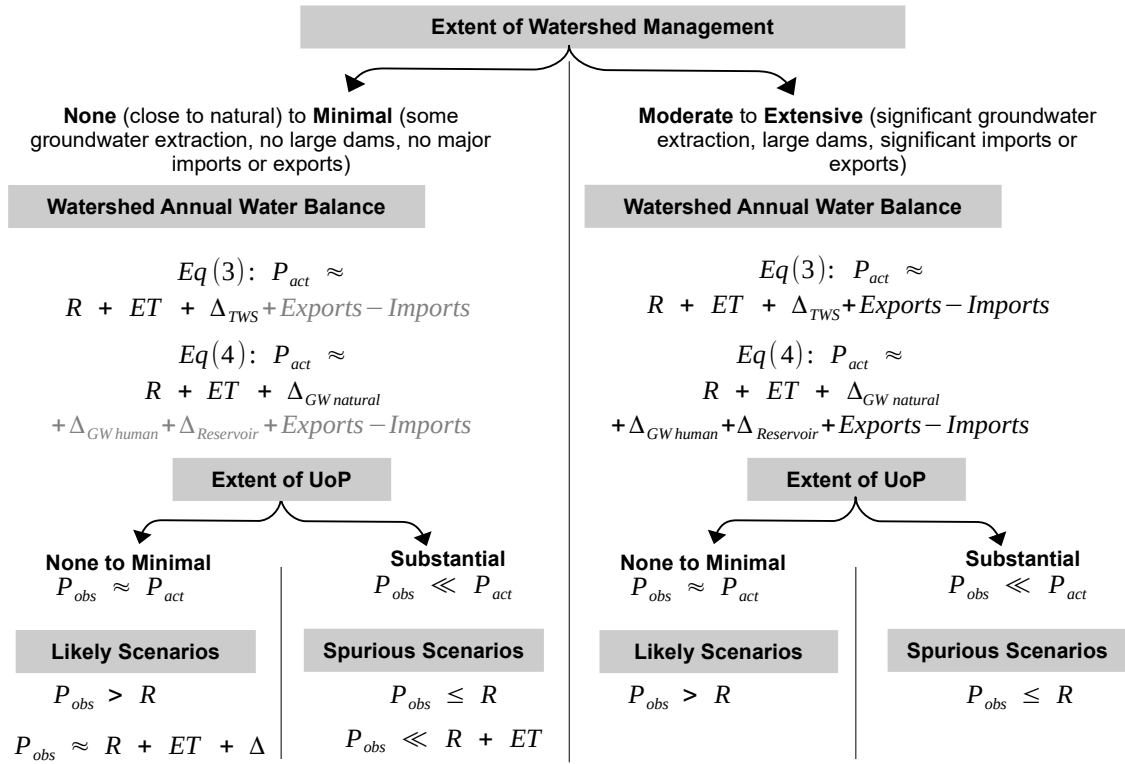 Extent of Watershed Management
None (close to natural) to Minimal (some
groundwater extraction, no large dams, no major
imports or exports)
Watershed Annual Water Balance
Eq(3): P_act ≈
R + ET + Δ_TWS + Exports − Imports
Eq(4): P_act ≈
R + ET + Δ_GW natural
+ Δ_GW human + Δ_Reservoir + Exports − Imports
Extent of UoP
None to Minimal
P_obs ≈ P_act
Likely Scenarios
P_obs > R
P_obs ≈ R + ET + Δ
Substantial
P_obs ≪ P_act
Spurious Scenarios
P_obs ≤ R
P_obs ≪ R + ET
Moderate to Extensive (significant groundwater
extraction, large dams, significant imports or
exports)
Watershed Annual Water Balance
Eq(3): P_act ≈
R + ET + Δ_TWS + Exports − Imports
Eq(4): P_act ≈
R + ET + Δ_GW natural
+ Δ_GW human + Δ_Reservoir + Exports − Imports
Extent of UoP
None to Minimal
P_obs ≈ P_act
Likely Scenarios
P_obs > R
Substantial
P_obs ≪ P_act
Spurious Scenarios
P_obs ≤ R